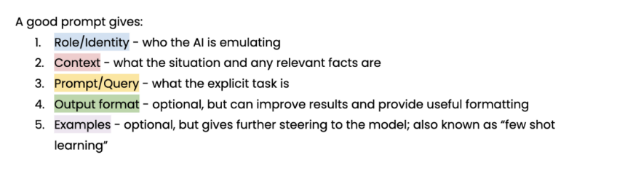 A good prompt gives:
1. Role/Identity – who the AI is emulating
2. Context – what the situation and any relevant facts are
3. Prompt/Query – what the explicit task is
4. Output format – optional, but can improve results and provide useful formatting
5. Examples – optional, but gives further steering to the model; also known as “few shot
learning”